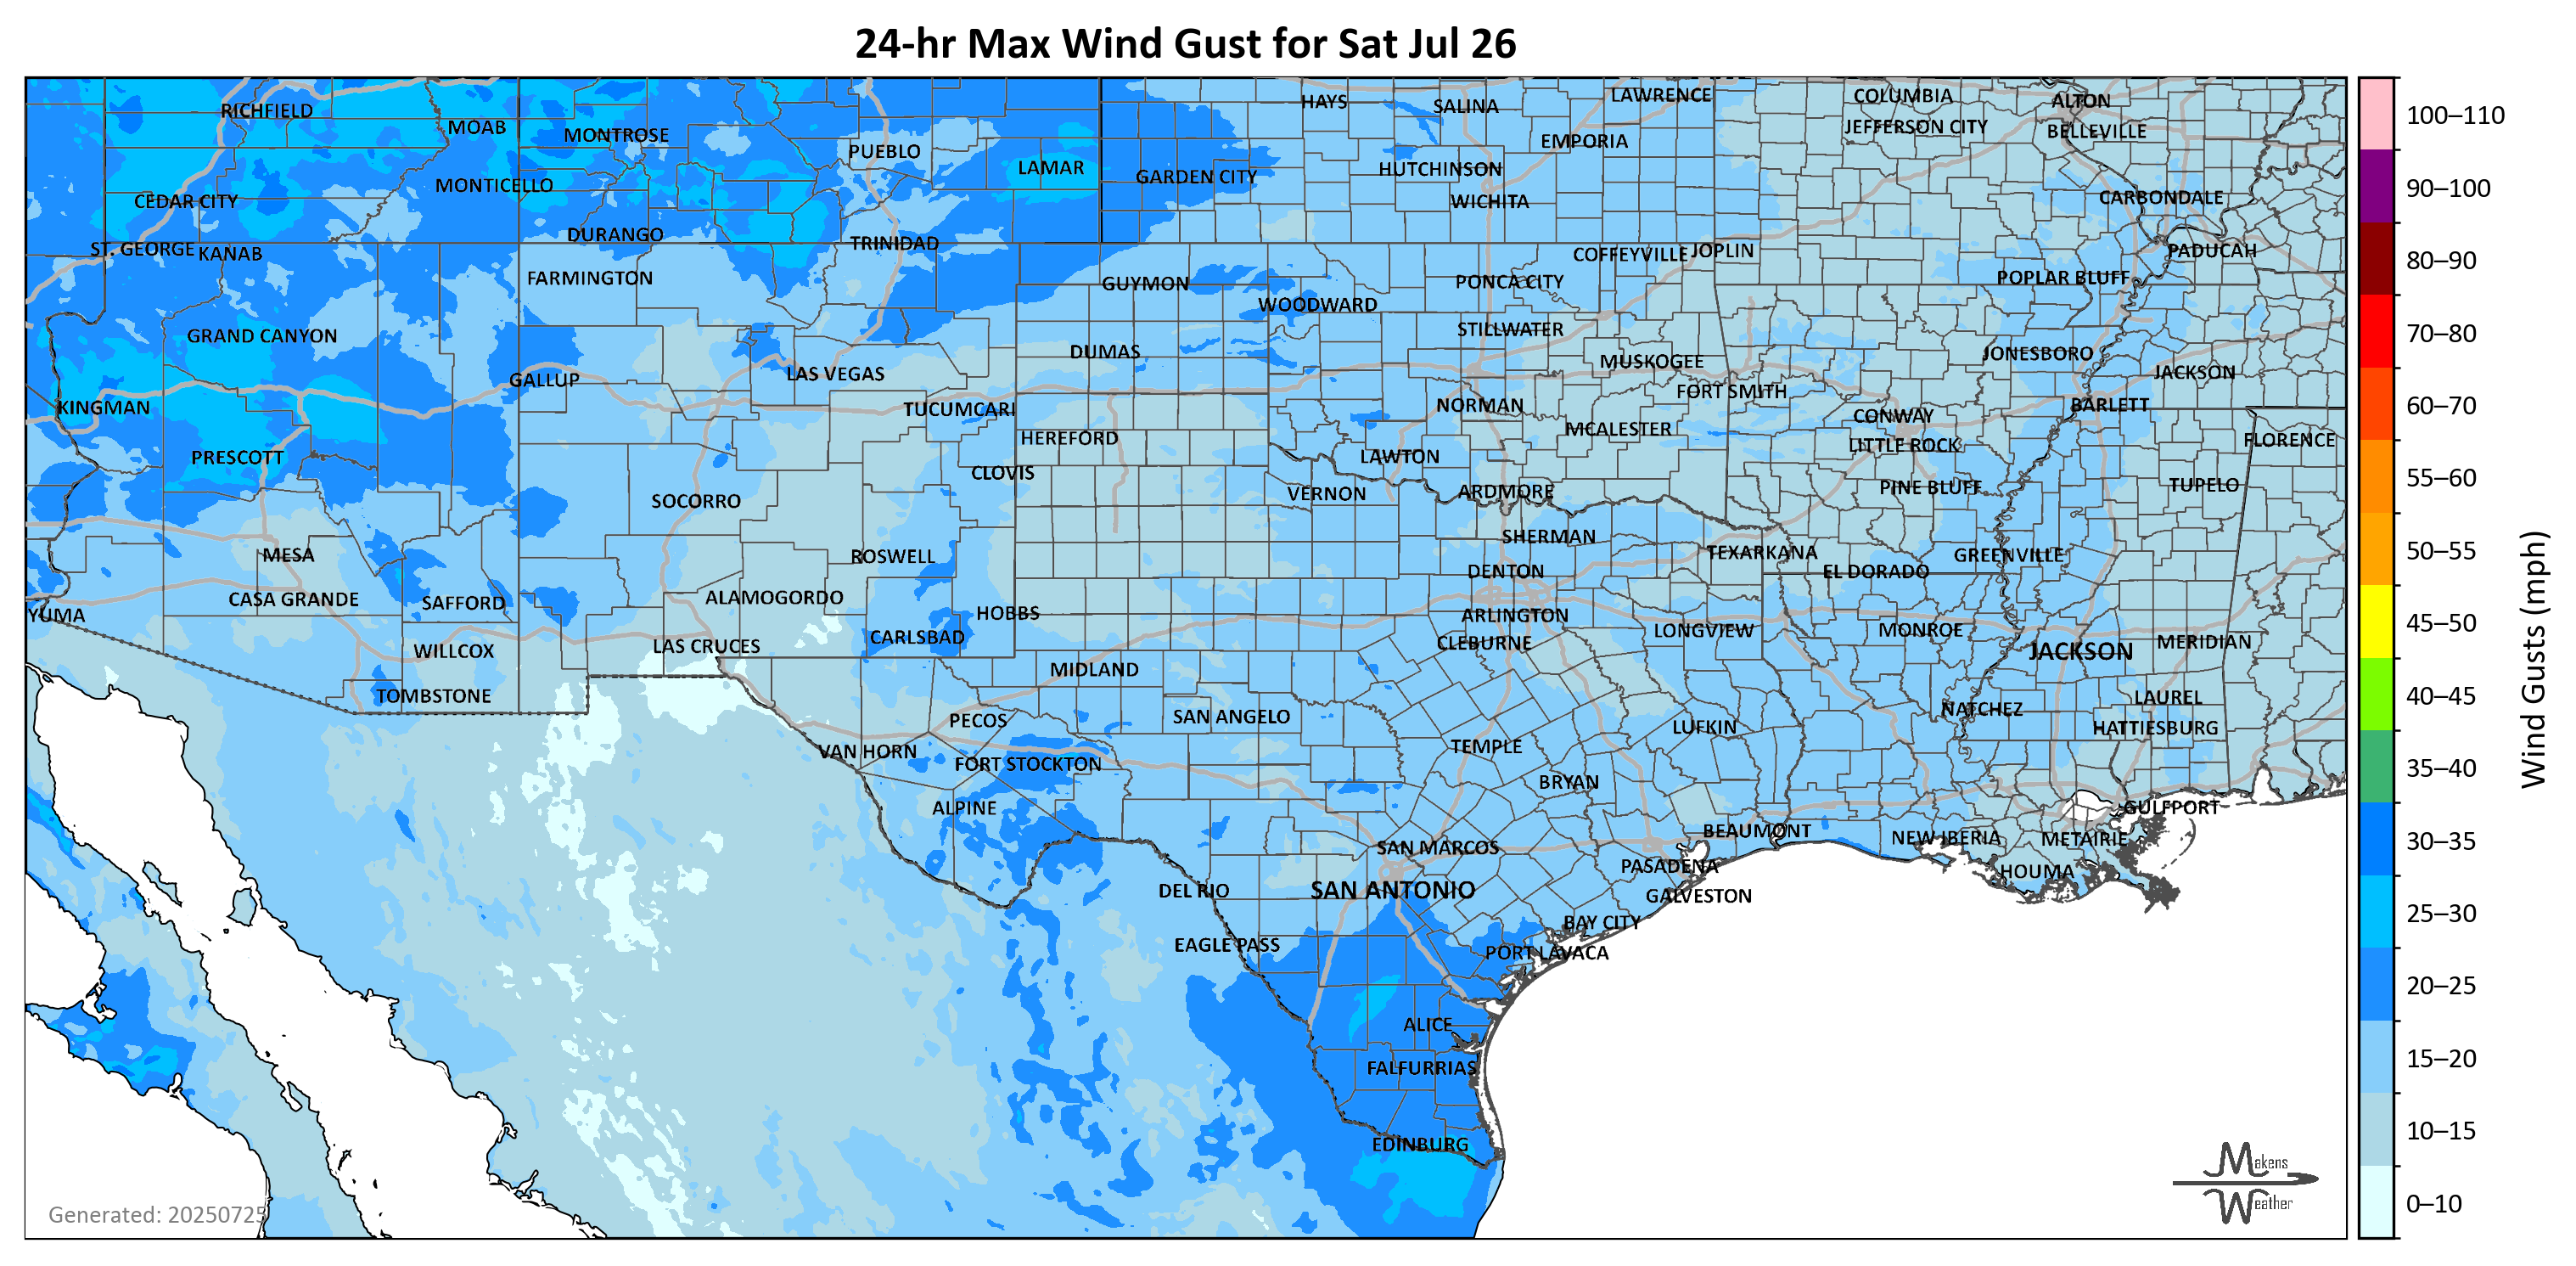 24-hr Max Wind Gust for Sat Jul 26
RICHFIELD
MOAB
MONTROSE
PUEBLO
LAMAR
GARDEN CITY
HAYS
SALINA
LAWRENCE
EMPORIA
HUTCHINSON
WICHITA
COLUMBIA
JEFFERSON CITY
ALTON
BELLEVILLE
CARBONDALE
MONTICELLO
CEDAR CITY
DURANGO
TRINIDAD
ST. GEORGE
KANAB
FARMINGTON
GUYMON
WOODWARD
PONCA CITY
COFFEYVILLE
JOPLIN
POPLAR BLUFF
PADUCAH
GRAND CANYON
STILLWATER
DUMAS
MUSKOGEE
JONESBORO
JACKSON
GALLUP
LAS VEGAS
FORT SMITH
KINGMAN
TUCUMCARI
NORMAN
CONWAY
BARLETT
HEREFORD
MCALESTER
LITTLE ROCK
FLORENCE
PRESCOTT
CLOVIS
LAWTON
SOCORRO
VERNON
ARDMORE
PINE BLUFF
TUPELO
MESA
ROSWELL
SHERMAN
TEXARKANA
GREENVILLE
DENTON
EL DORADO
YUMA
CASA GRANDE
SAFFORD
ALAMOGORDO
HOBBS
ARLINGTON
CARLSBAD
CLEBURNE
LONGVIEW
MONROE
WILLCOX
LAS CRUCES
MIDLAND
JACKSON
MERIDIAN
TOMBSTONE
PECOS
SAN ANGELO
LUFKIN
NATCHEZ
LAUREL
HATTIESBURG
VAN HORN
FORT STOCKTON
TEMPLE
BRYAN
ALPINE
BEAUMONT
NEW IBERIA
METAIRIE
GULFPORT
SAN MARCOS
PASADENA
HOUMA
DEL RIO
SAN ANTONIO
GALVESTON
EAGLE PASS
BAY CITY
PORT LAVACA
ALICE
FALFURRIAS
EDINBURG
Generated: 20250725
Makens
Weather
100–110
90–100
80–90
70–80
60–70
55–60
50–55
45–50
40–45
35–40
30–35
25–30
20–25
15–20
10–15
0–10
Wind Gusts (mph)